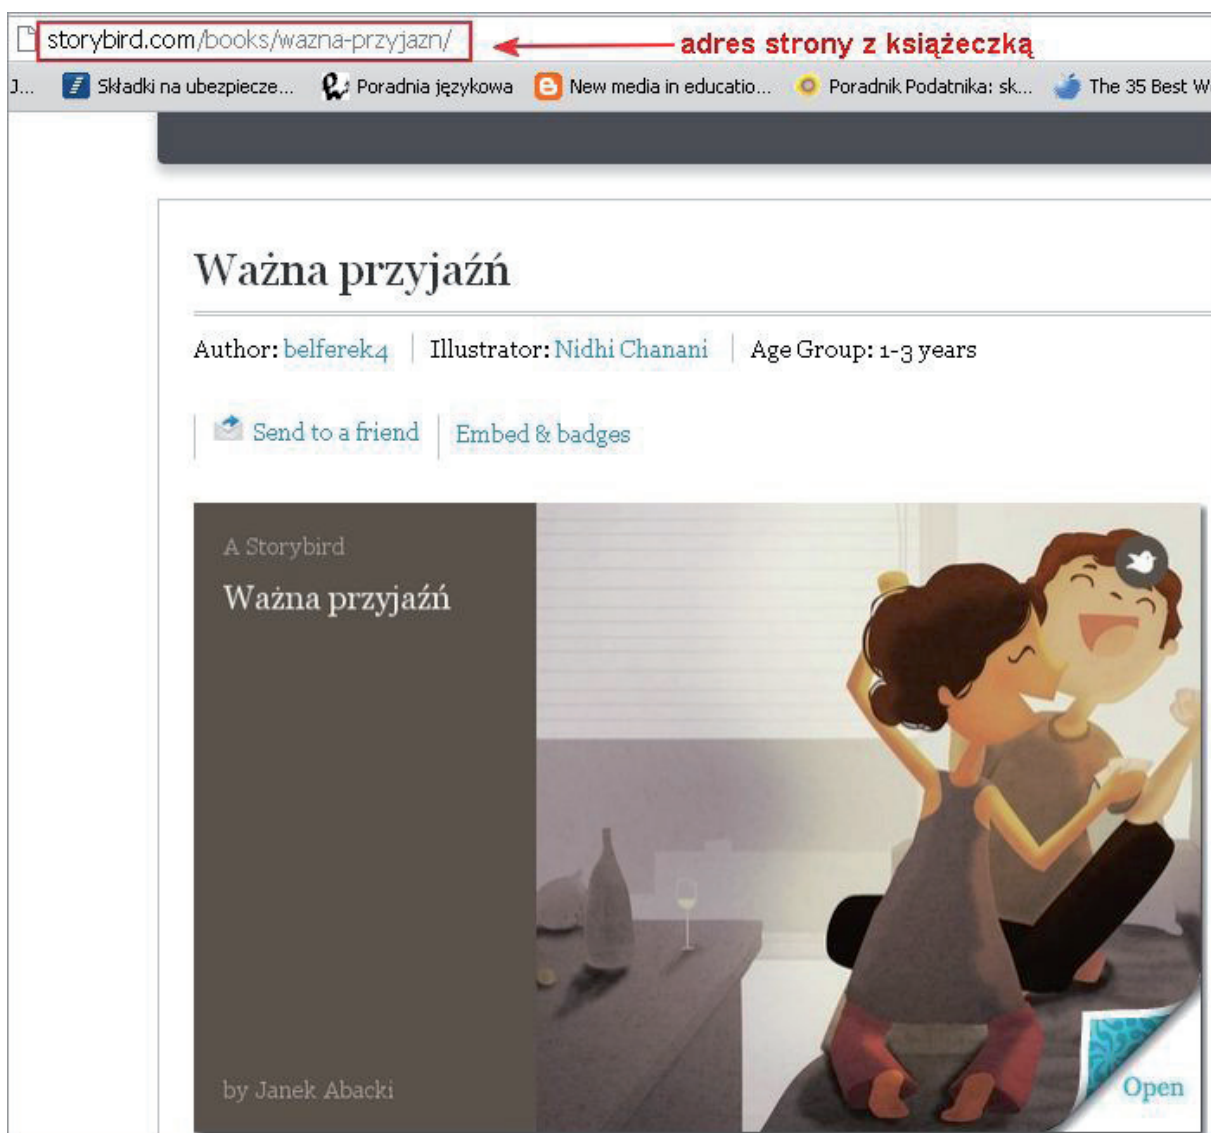 storybird.com/books/wazna-przyjazn/ adres strony z książeczką
J... Składki na ubezpiecze... Poradnia językowa New media in educatio... Poradnik Podatnika: sk... The 35 Best W
Ważna przyjaźń
Author: belferek4 Illustrator: Nidhi Chanani Age Group: 1-3 years
Send to a friend Embed & badges
A Storybird
Ważna przyjaźń
by Janek Abacki
Open